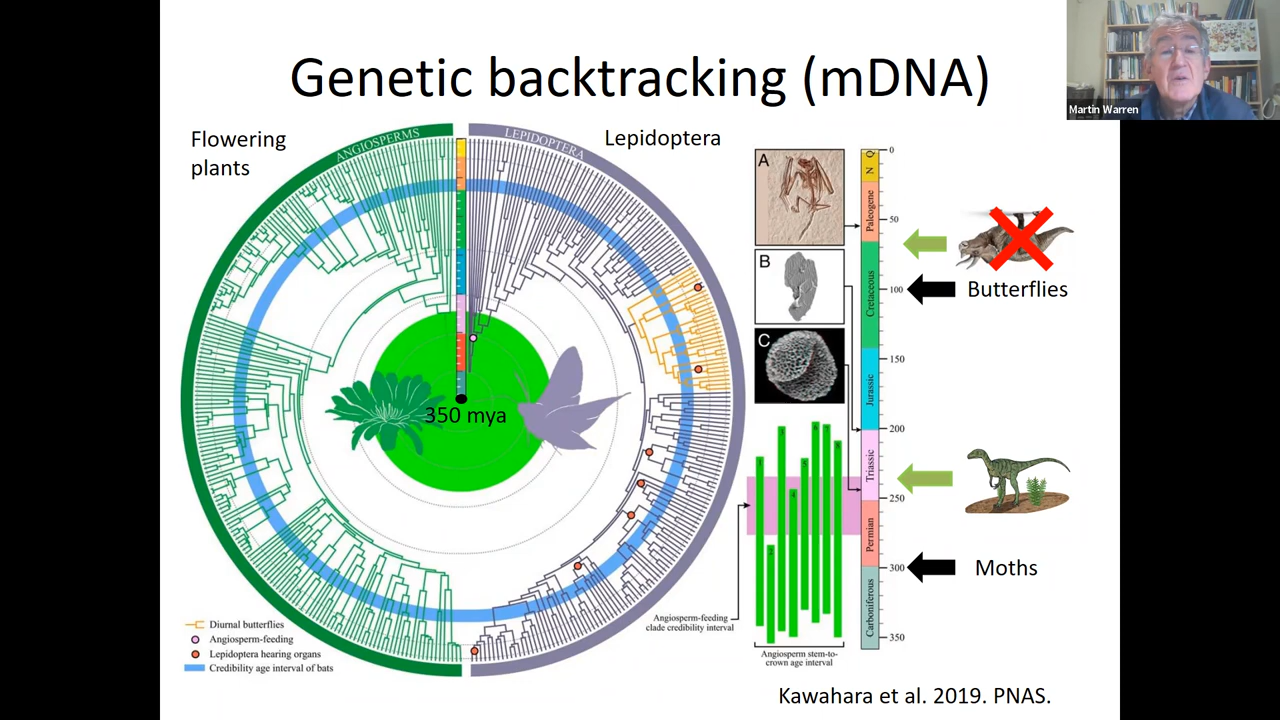 Genetic backtracking (mDNA)
Martin Warren
Flowering
plants
ANGIOSPERMS
LEPIDOPTERA
Lepidoptera
350 mya
Diurnal butterflies
Angiosperm-feeding
Lepidoptera hearing organs
Credibility age interval of bats
A
B
C
Angiosperm-feeding
clade credibility interval
Angiosperm stem-to-
crown age interval
Q
N
Paleogene
Cretaceous
Jurassic
Triassic
Permian
Carboniferous
0
50
100
150
200
250
300
350
Butterflies
Moths
Kawahara et al. 2019. PNAS.